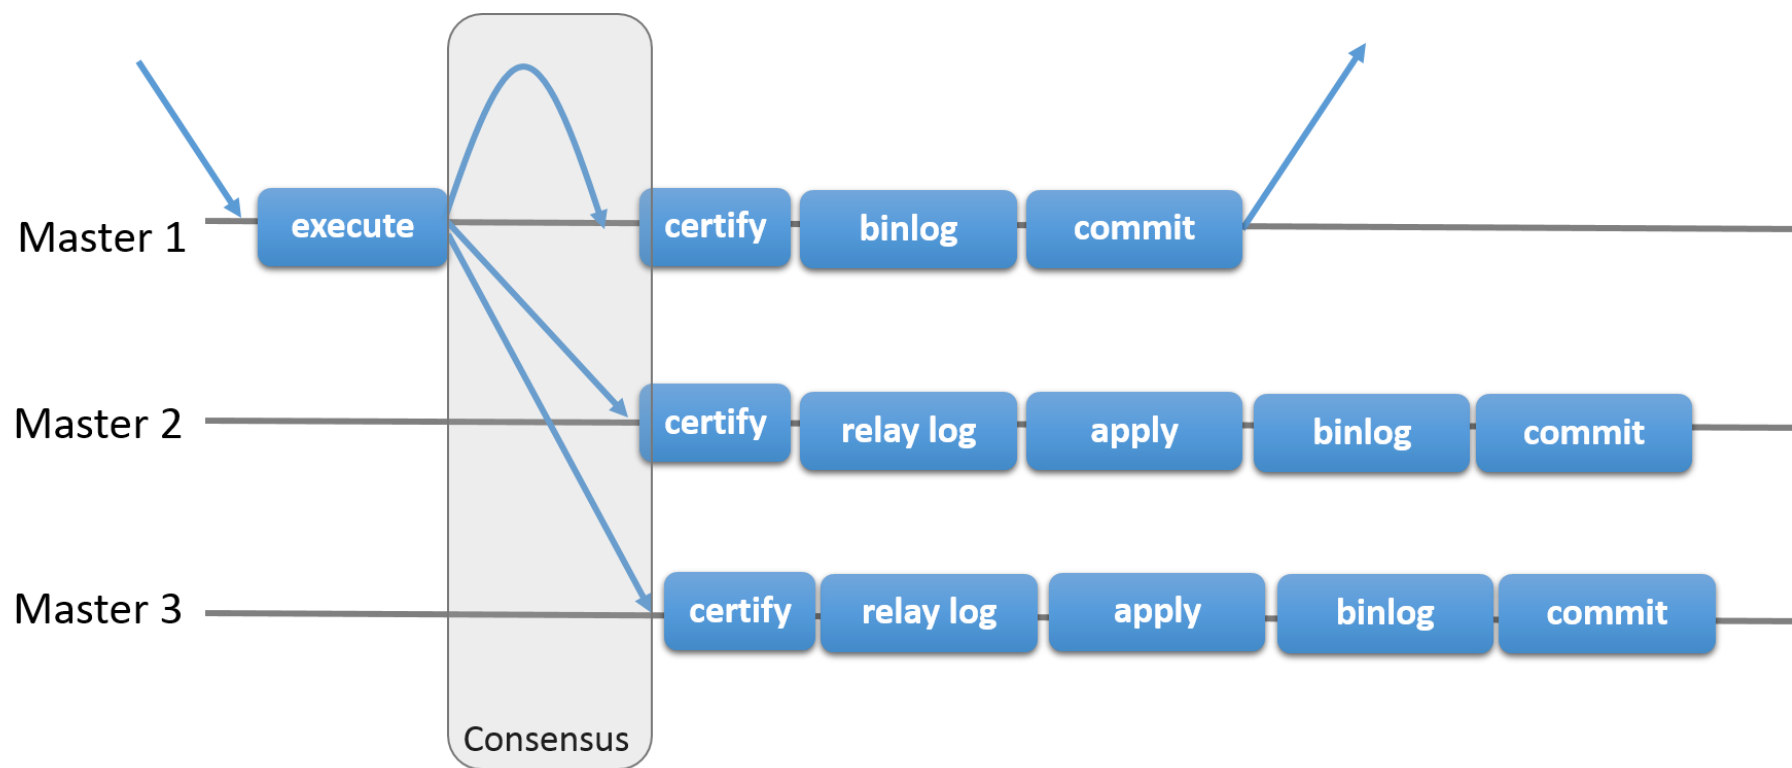 Consensus
Master 1
execute
certify
binlog
commit
Master 2
certify
relay log
apply
binlog
commit
Master 3
certify
relay log
apply
binlog
commit